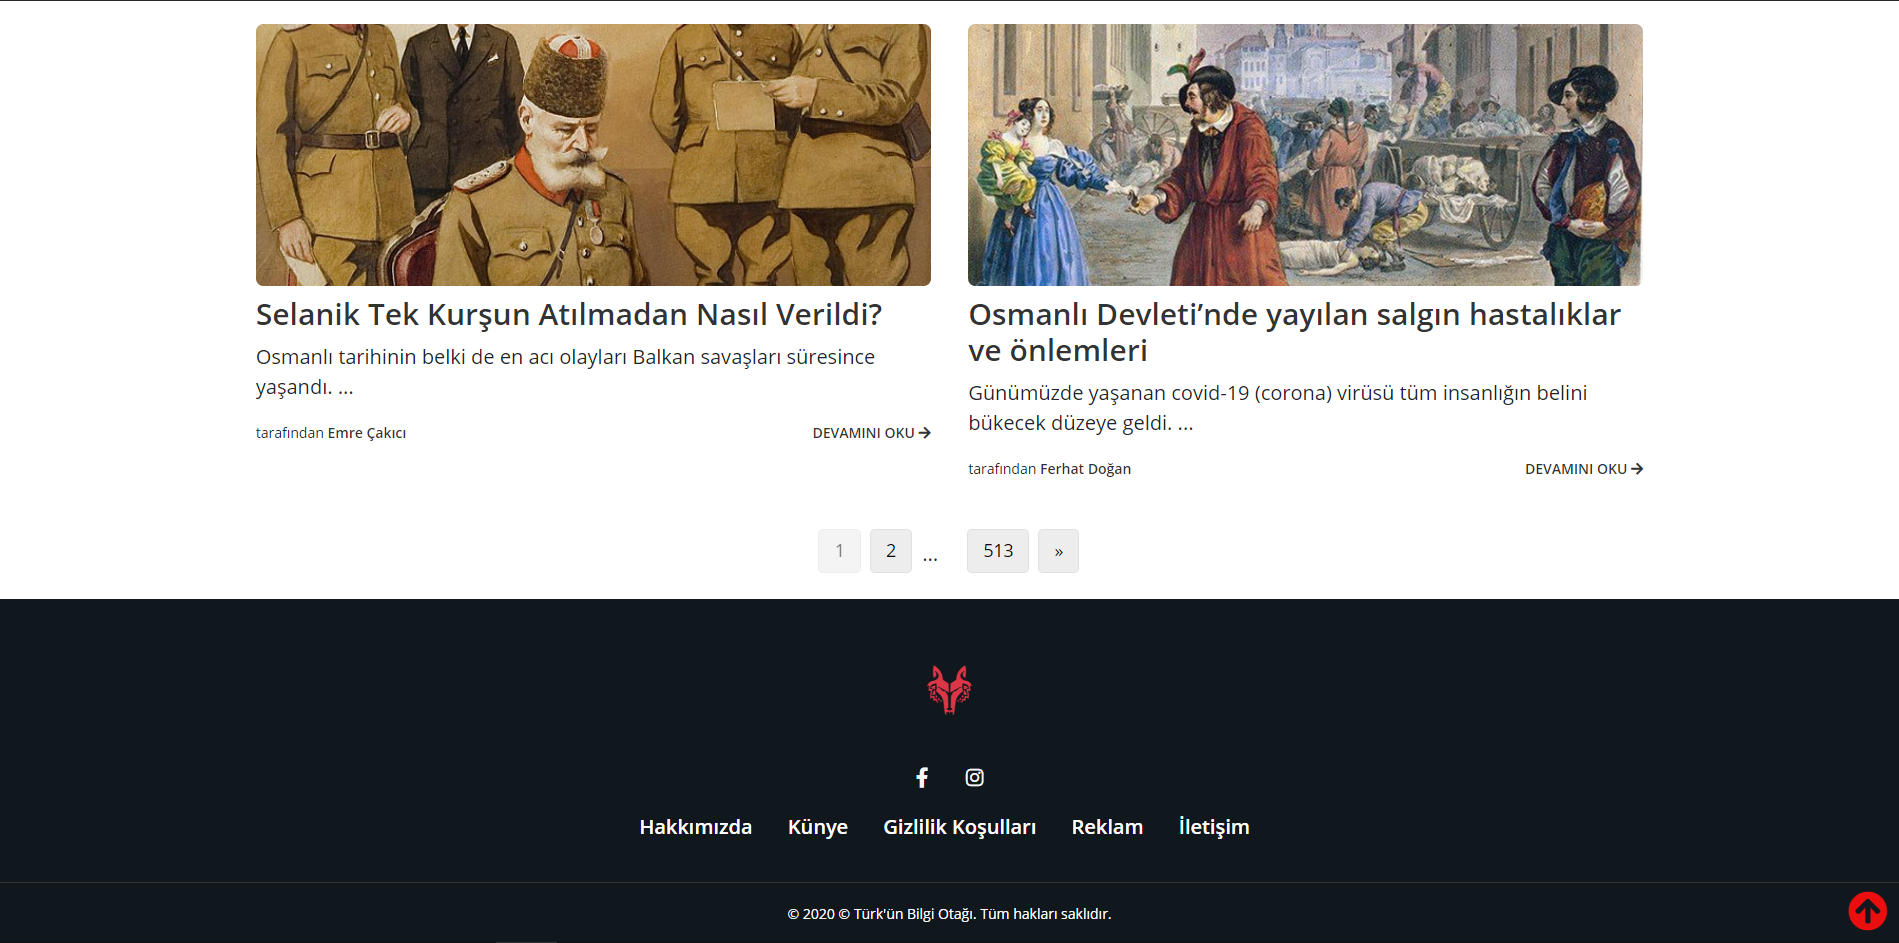 Selanik Tek Kurşun Atılmadan Nasıl Verildi?
Osmanlı tarihinin belki de en acı olayları Balkan savaşları süresince
yaşandı. ...
tarafından Emre Çakıcı
DEVAMINI OKU
Osmanlı Devleti’nde yayılan salgın hastalıklar
ve önlemleri
Günümüzde yaşanan covid-19 (corona) virüsü tüm insanlığın belini
bükecek düzeye geldi. ...
tarafından Ferhat Doğan
DEVAMINI OKU
1 2 ... 513 »
Hakkımızda Künye Gizlilik Koşulları Reklam İletişim
© 2020 © Türk'ün Bilgi Otağı. Tüm hakları saklıdır.